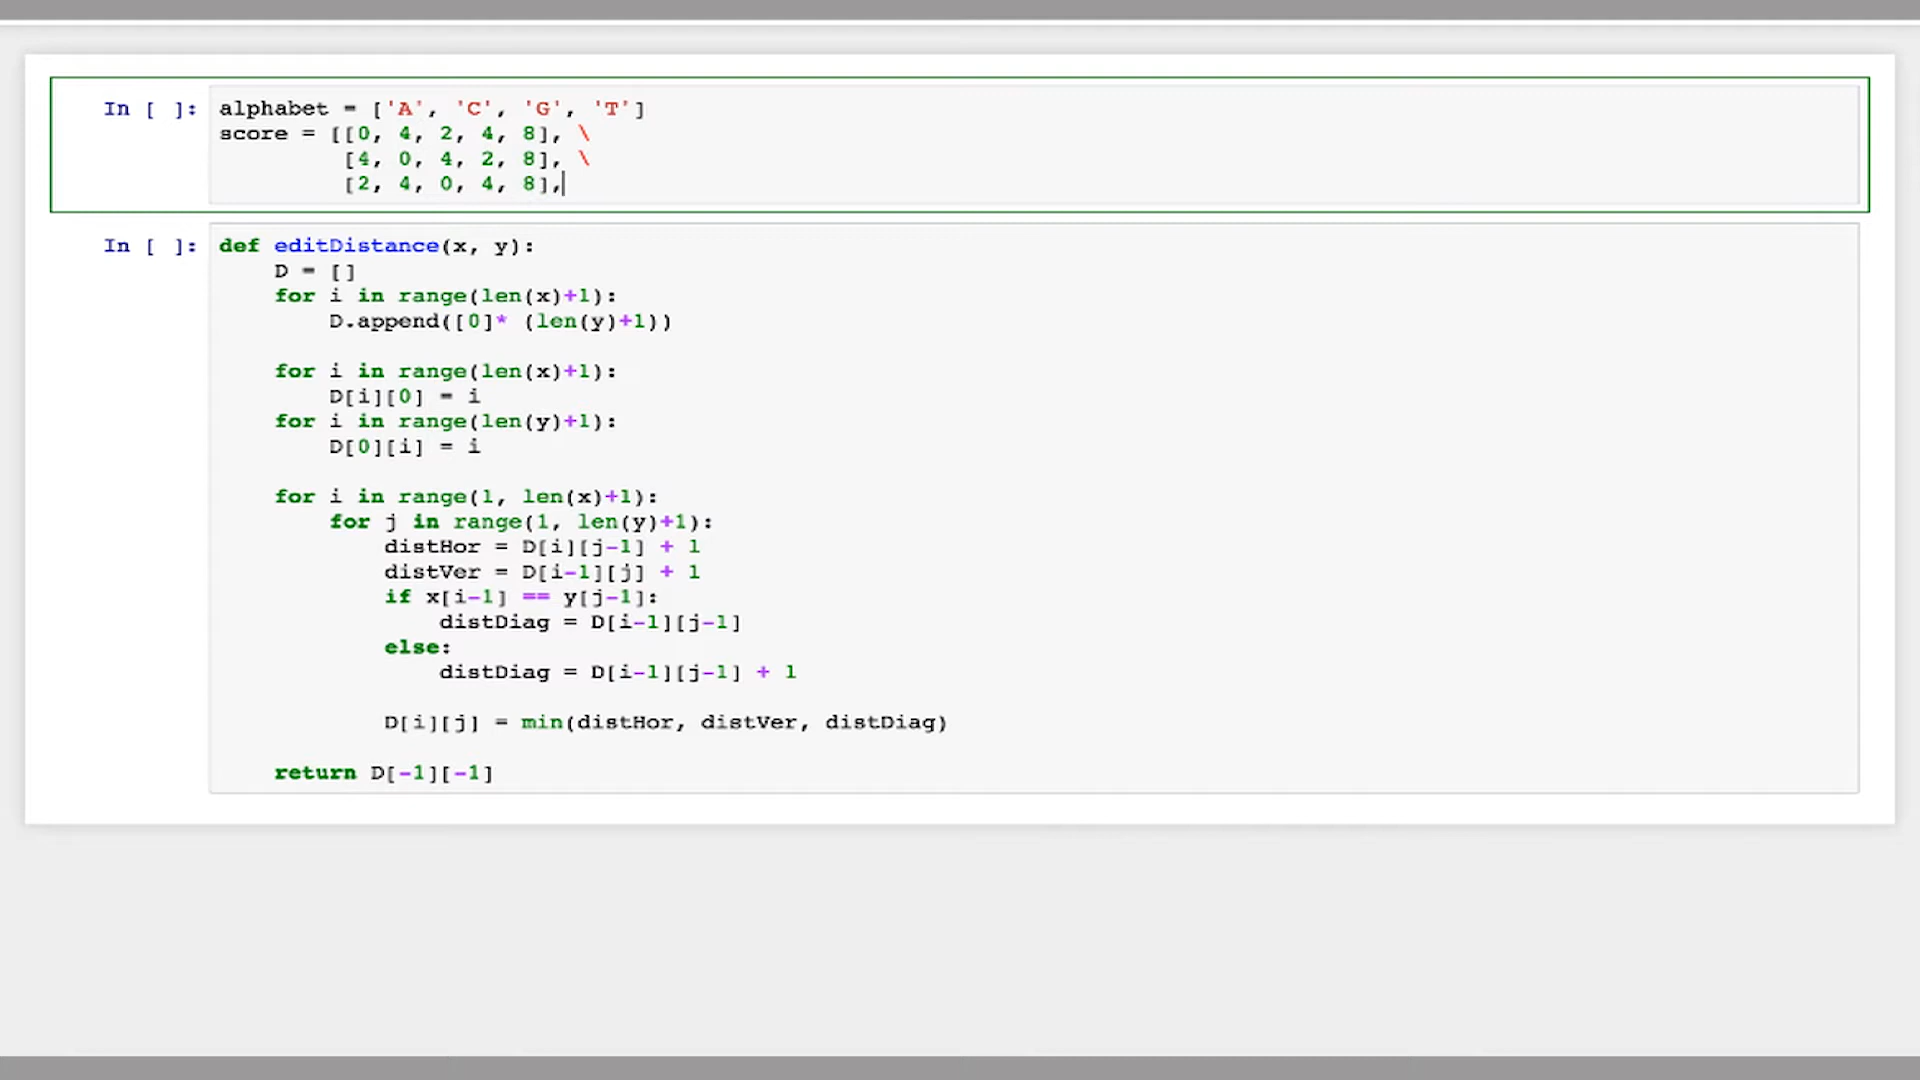 In [ ]: alphabet = ['A', 'C', 'G', 'T']
score = [[0, 4, 2, 4, 8], \
[4, 0, 4, 2, 8], \
[2, 4, 0, 4, 8],
In [ ]: def editDistance(x, y):
D = []
for i in range(len(x)+1):
D.append([0]* (len(y)+1))
for i in range(len(x)+1):
D[i][0] = i
for i in range(len(y)+1):
D[0][i] = i
for i in range(1, len(x)+1):
for j in range(1, len(y)+1):
distHor = D[i][j-1] + 1
distVer = D[i-1][j] + 1
if x[i-1] == y[j-1]:
distDiag = D[i-1][j-1]
else:
distDiag = D[i-1][j-1] + 1
D[i][j] = min(distHor, distVer, distDiag)
return D[-1][-1]